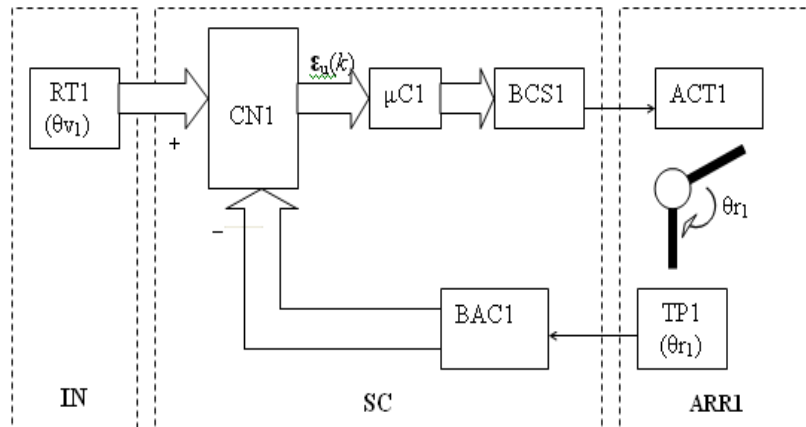 RT1
(θv₁)
+
CN1
εu(k)
μC1
BCS1
ACT1
θr₁
−
BAC1
TP1
(θr₁)
IN
SC
ARR1